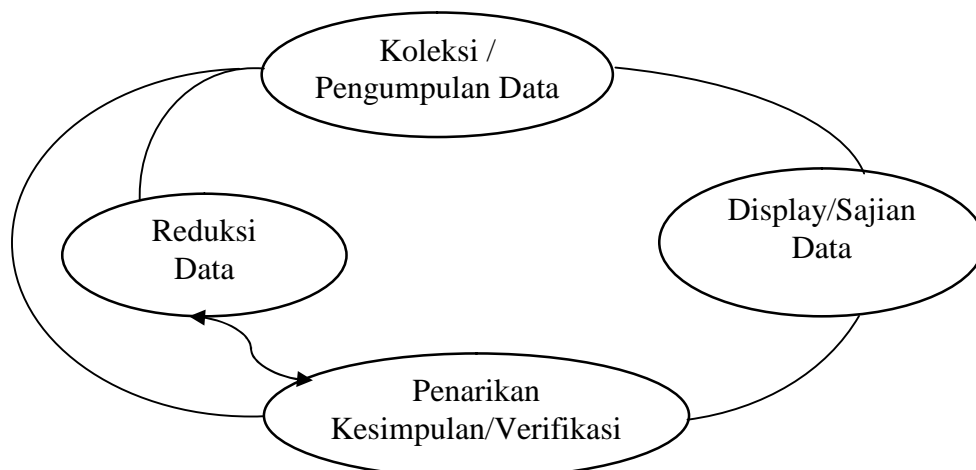 Koleksi /
Pengumpulan Data
Reduksi
Data
Display/Sajian
Data
Penarikan
Kesimpulan/Verifikasi